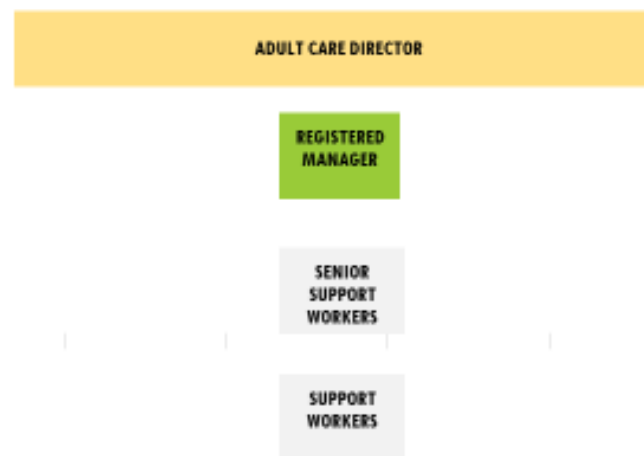 ADULT CARE DIRECTOR
REGISTERED
MANAGER
SENIOR
SUPPORT
WORKERS
SUPPORT
WORKERS